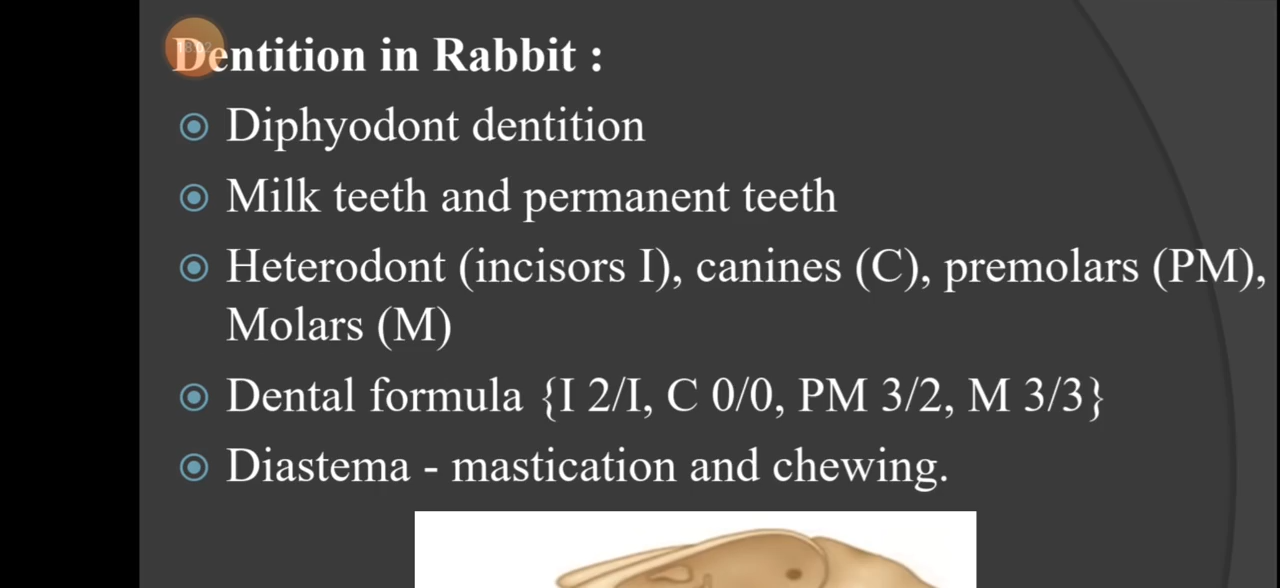 Dentition in Rabbit :
Diphyodont dentition
Milk teeth and permanent teeth
Heterodont (incisors I), canines (C), premolars (PM),
Molars (M)
Dental formula {I 2/I, C 0/0, PM 3/2, M 3/3}
Diastema - mastication and chewing.